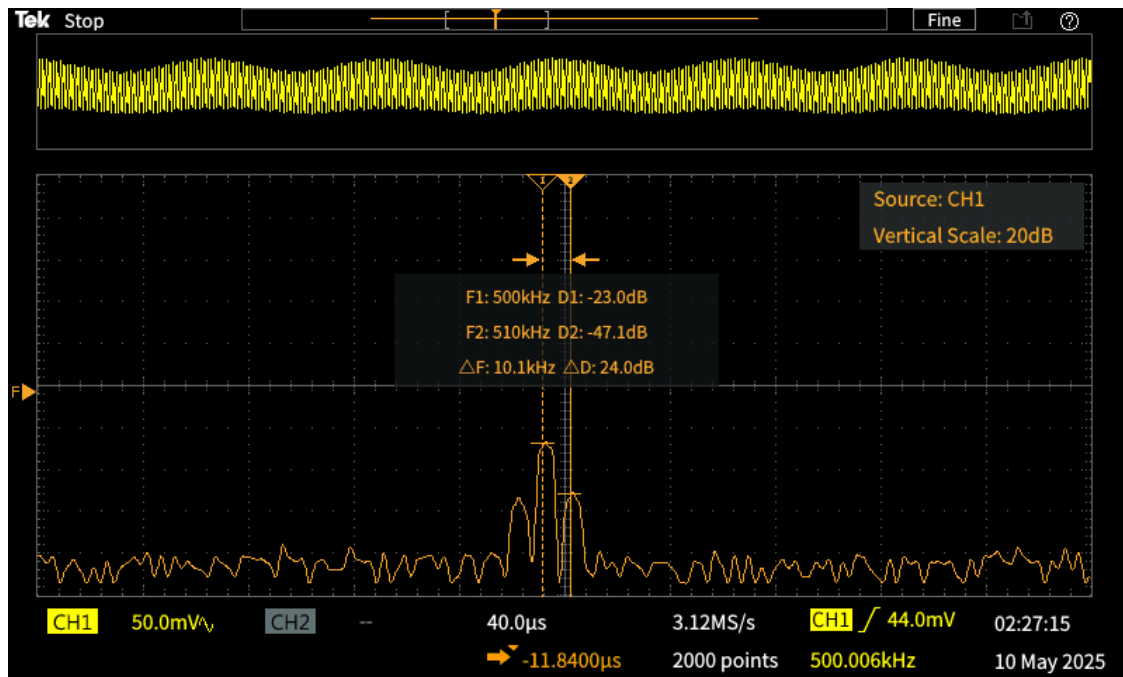 Tek Stop Fine
1 2
Source: CH1
Vertical Scale: 20dB
F1: 500kHz D1: -23.0dB
F2: 510kHz D2: -47.1dB
△F: 10.1kHz △D: 24.0dB
F
CH1 50.0mV CH2 -- 40.0µs 3.12MS/s CH1 44.0mV 02:27:15
-11.8400µs 2000 points 500.006kHz 10 May 2025